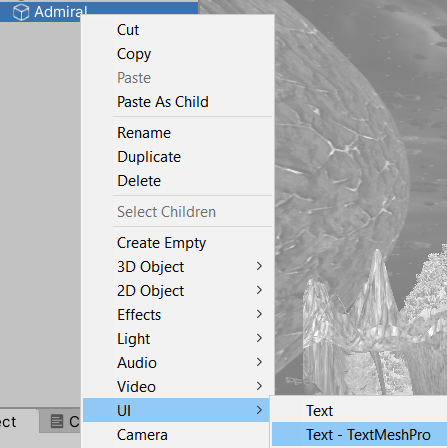 Admiral
Cut
Copy
Paste
Paste As Child
Rename
Duplicate
Delete
Select Children
Create Empty
3D Object
2D Object
Effects
Light
Audio
Video
UI
Text
Camera
Text - TextMeshPro